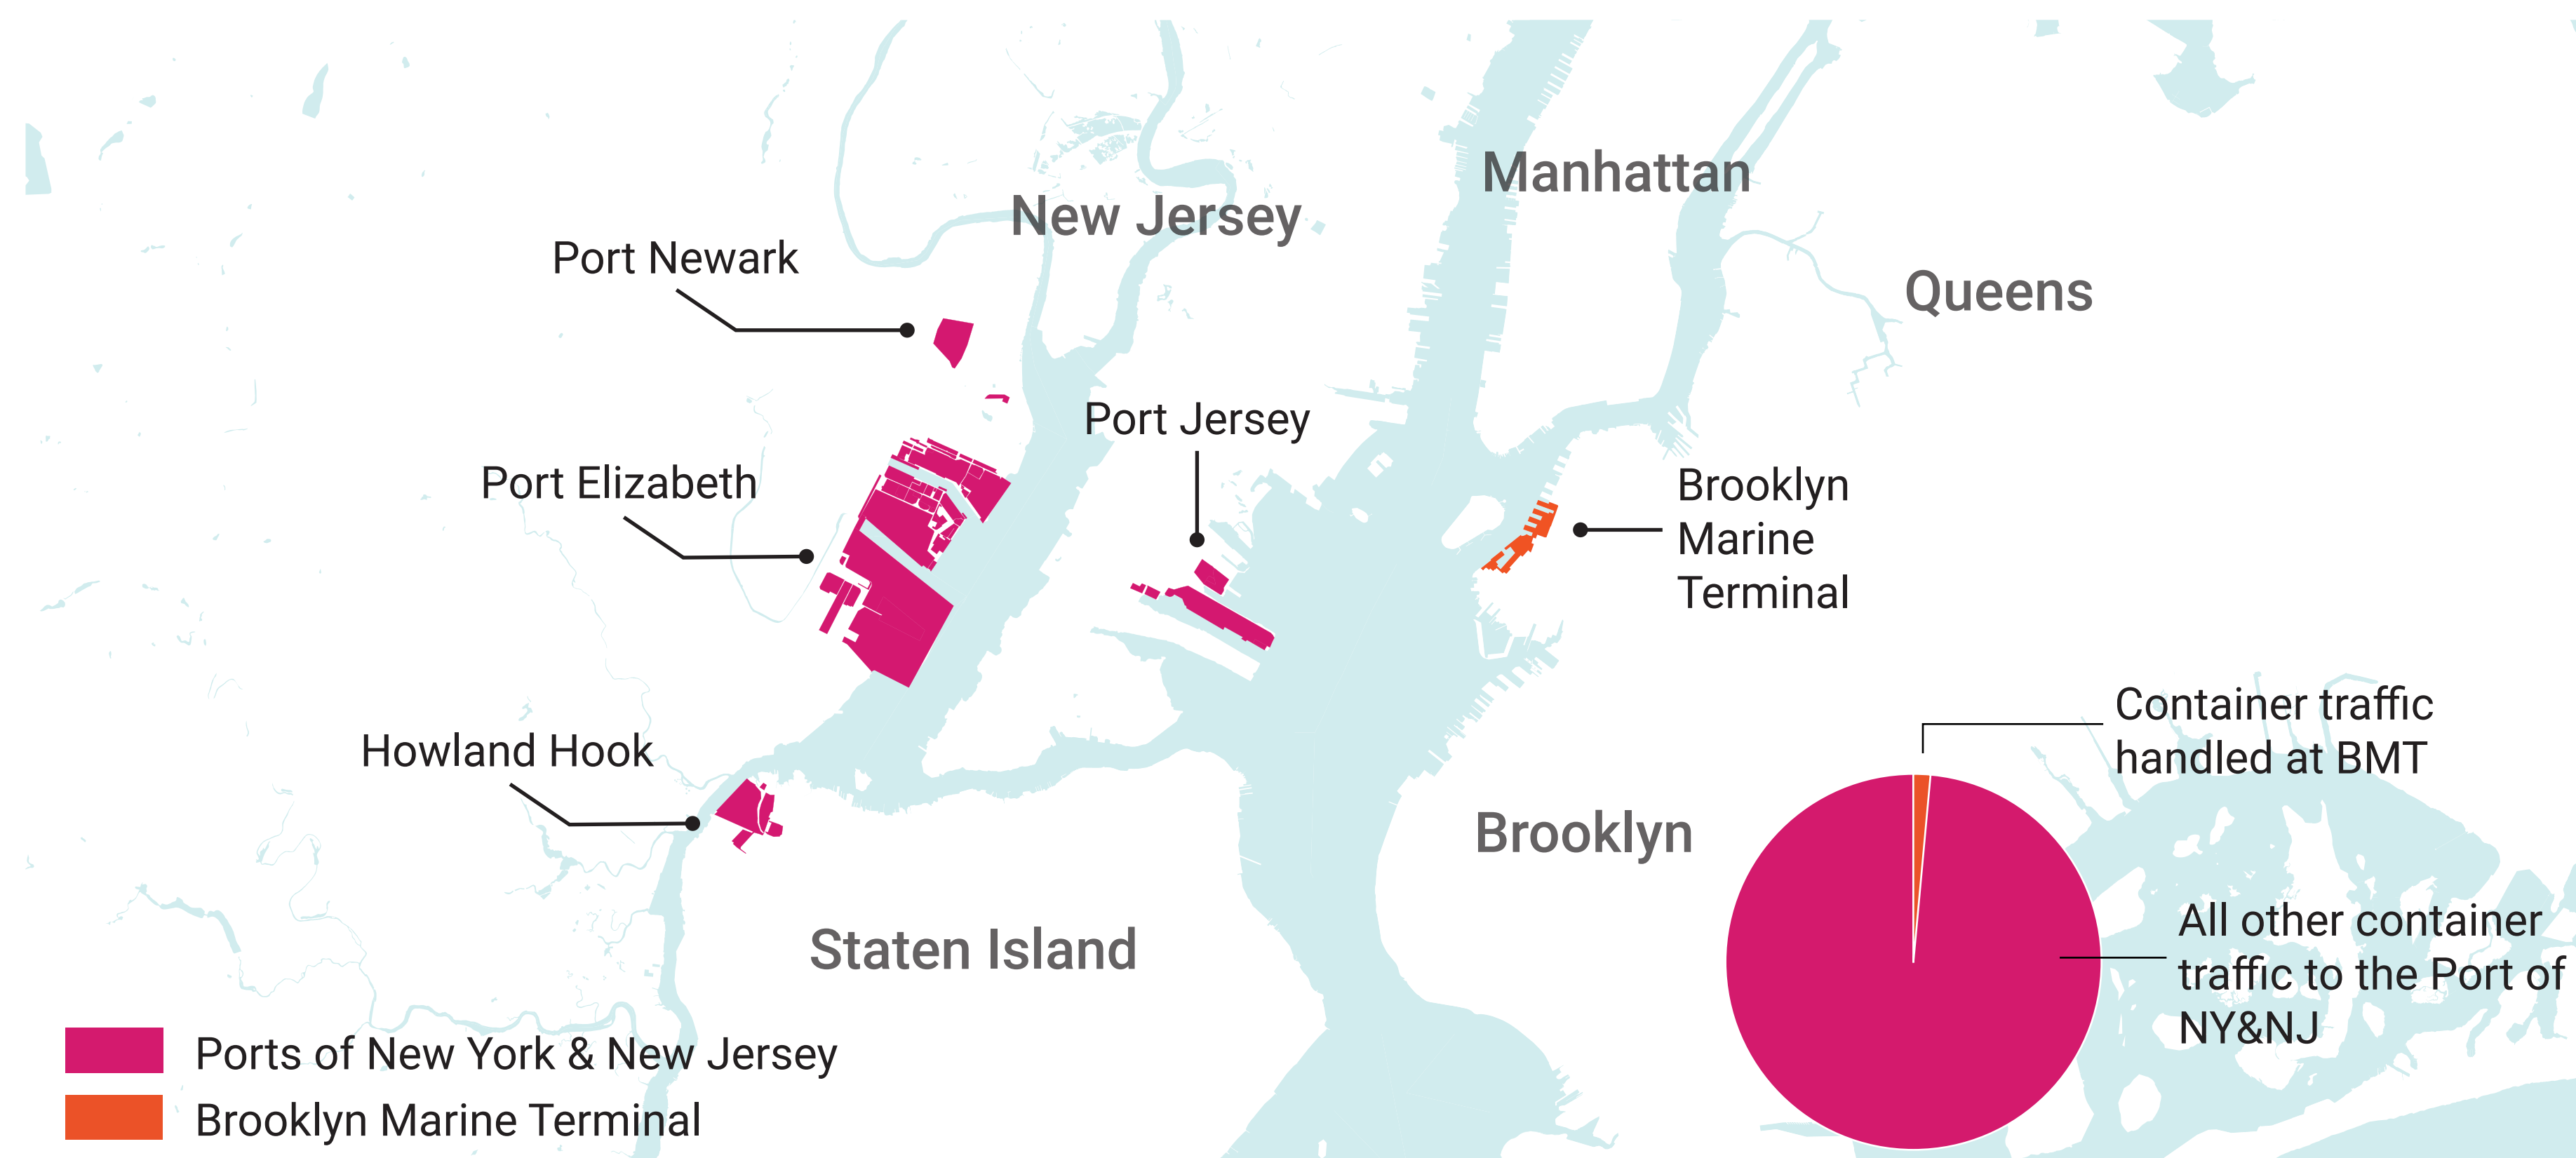 Manhattan
New Jersey
Port Newark
Queens
Port Jersey
Port Elizabeth
Brooklyn
Marine
Terminal
Container traffic
handled at BMT
Howland Hook
Brooklyn
All other container
traffic to the Port of
NY&NJ
Staten Island
Ports of New York & New Jersey
Brooklyn Marine Terminal